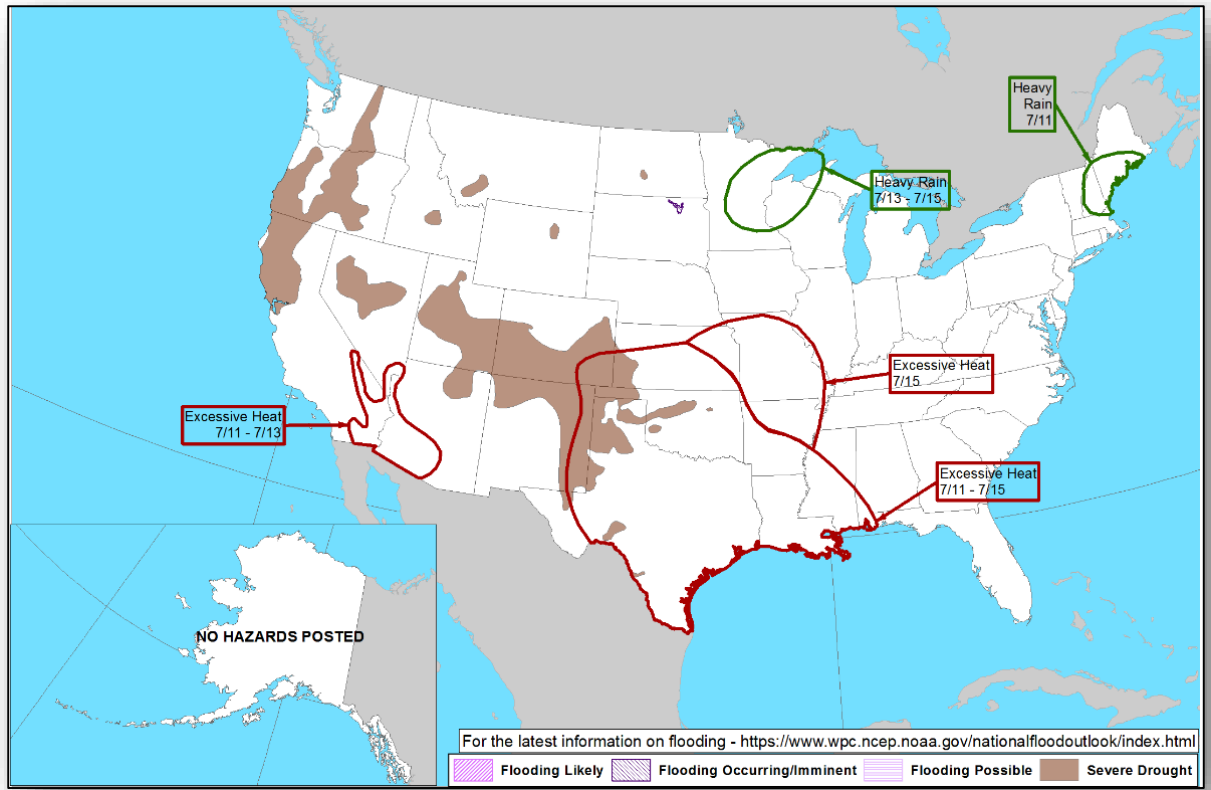 Heavy
Rain
7/11
Heavy Rain
7/13 - 7/15
Excessive Heat
7/15
Excessive Heat
7/11 - 7/13
Excessive Heat
7/11 - 7/15
NO HAZARDS POSTED
For the latest information on flooding - https://www.wpc.ncep.noaa.gov/nationalfloodoutlook/index.html
Flooding Likely
Flooding Occurring/Imminent
Flooding Possible
Severe Drought